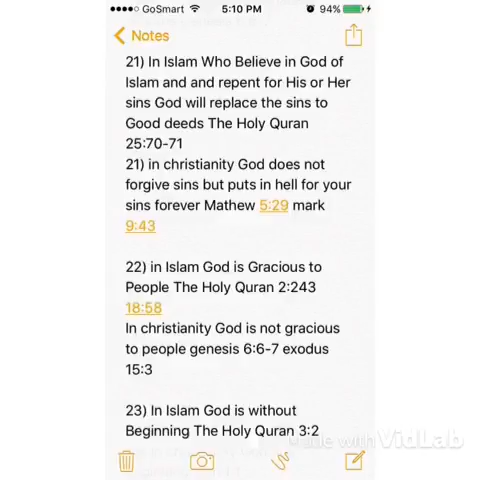 GoSmart 5:10 PM 94%
Notes
21) In Islam Who Believe in God of
Islam and and repent for His or Her
sins God will replace the sins to
Good deeds The Holy Quran
25:70-71
21) in christianity God does not
forgive sins but puts in hell for your
sins forever Mathew 5:29 mark
9:43
22) in Islam God is Gracious to
People The Holy Quran 2:243
18:58
In christianity God is not gracious
to people genesis 6:6-7 exodus
15:3
23) In Islam God is without
Beginning The Holy Quran 3:2
Made with VidLab